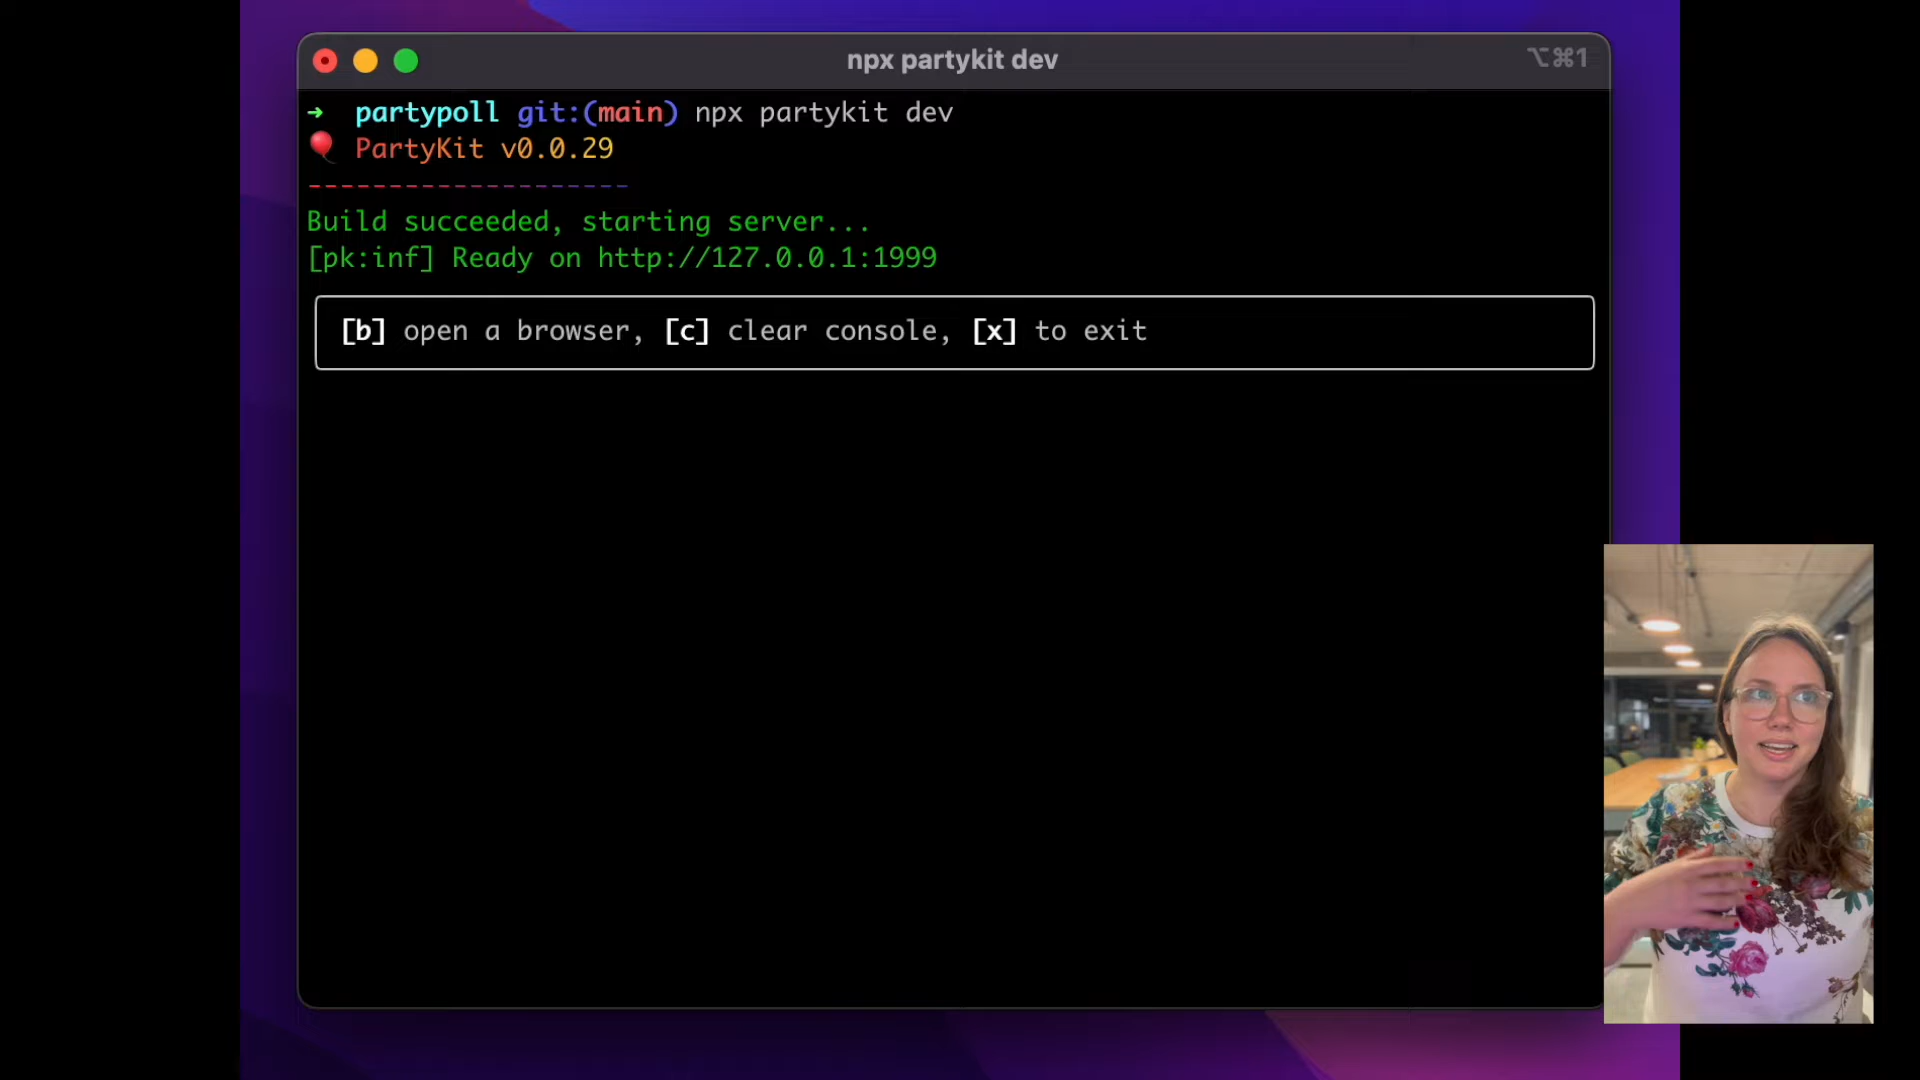 npx partykit dev
⌥⌘1
➜ partypoll git:(main) npx partykit dev
🎈 PartyKit v0.0.29
--------------------
Build succeeded, starting server...
[pk:inf] Ready on http://127.0.0.1:1999
[b] open a browser, [c] clear console, [x] to exit